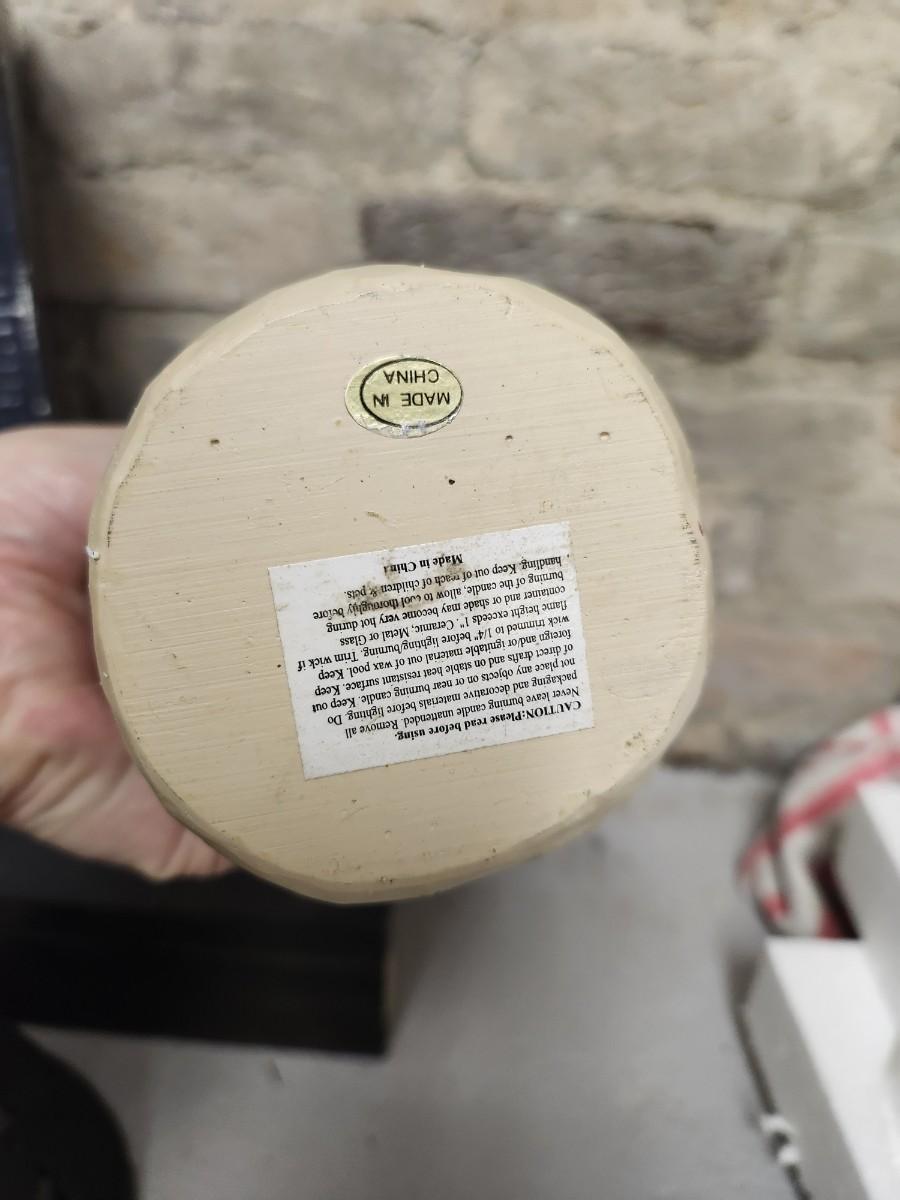 CAUTION:Please read before using.
Never leave burning candle unattended. Remove all
packaging and decorative materials before lighting. Do
not place any objects on or near burning candle. Keep out
of direct drafts and on stable heat resistant surface. Keep
foreign and/or ignitable material out of wax pool. Keep
wick trimmed to 1/4" before lighting/burning. Trim wick if
flame height exceeds 1". Ceramic, Metal or Glass
container and or shade may become very hot during
burning of the candle, allow to cool thoroughly before
handling. Keep out of reach of children & pets.
Made in China
MADE IN
CHINA